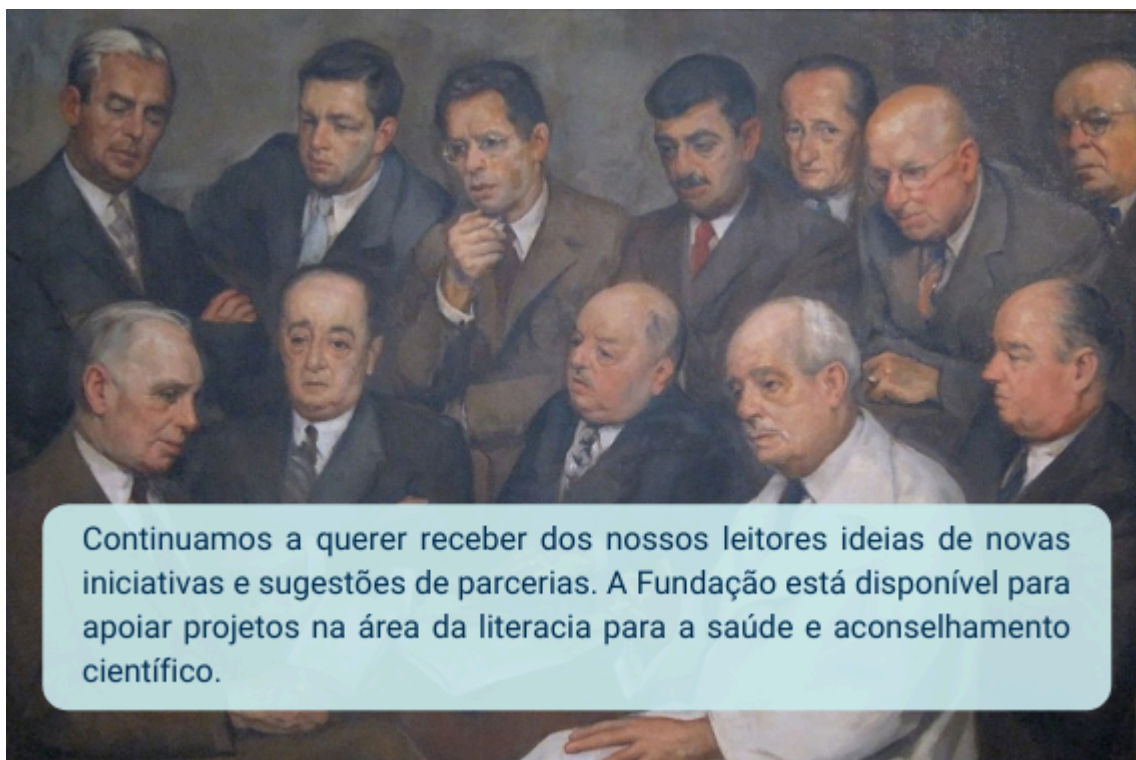 Continuamos a querer receber dos nossos leitores ideias de novas
iniciativas e sugestões de parcerias. A Fundação está disponível para
apoiar projetos na área da literacia para a saúde e aconselhamento
científico.